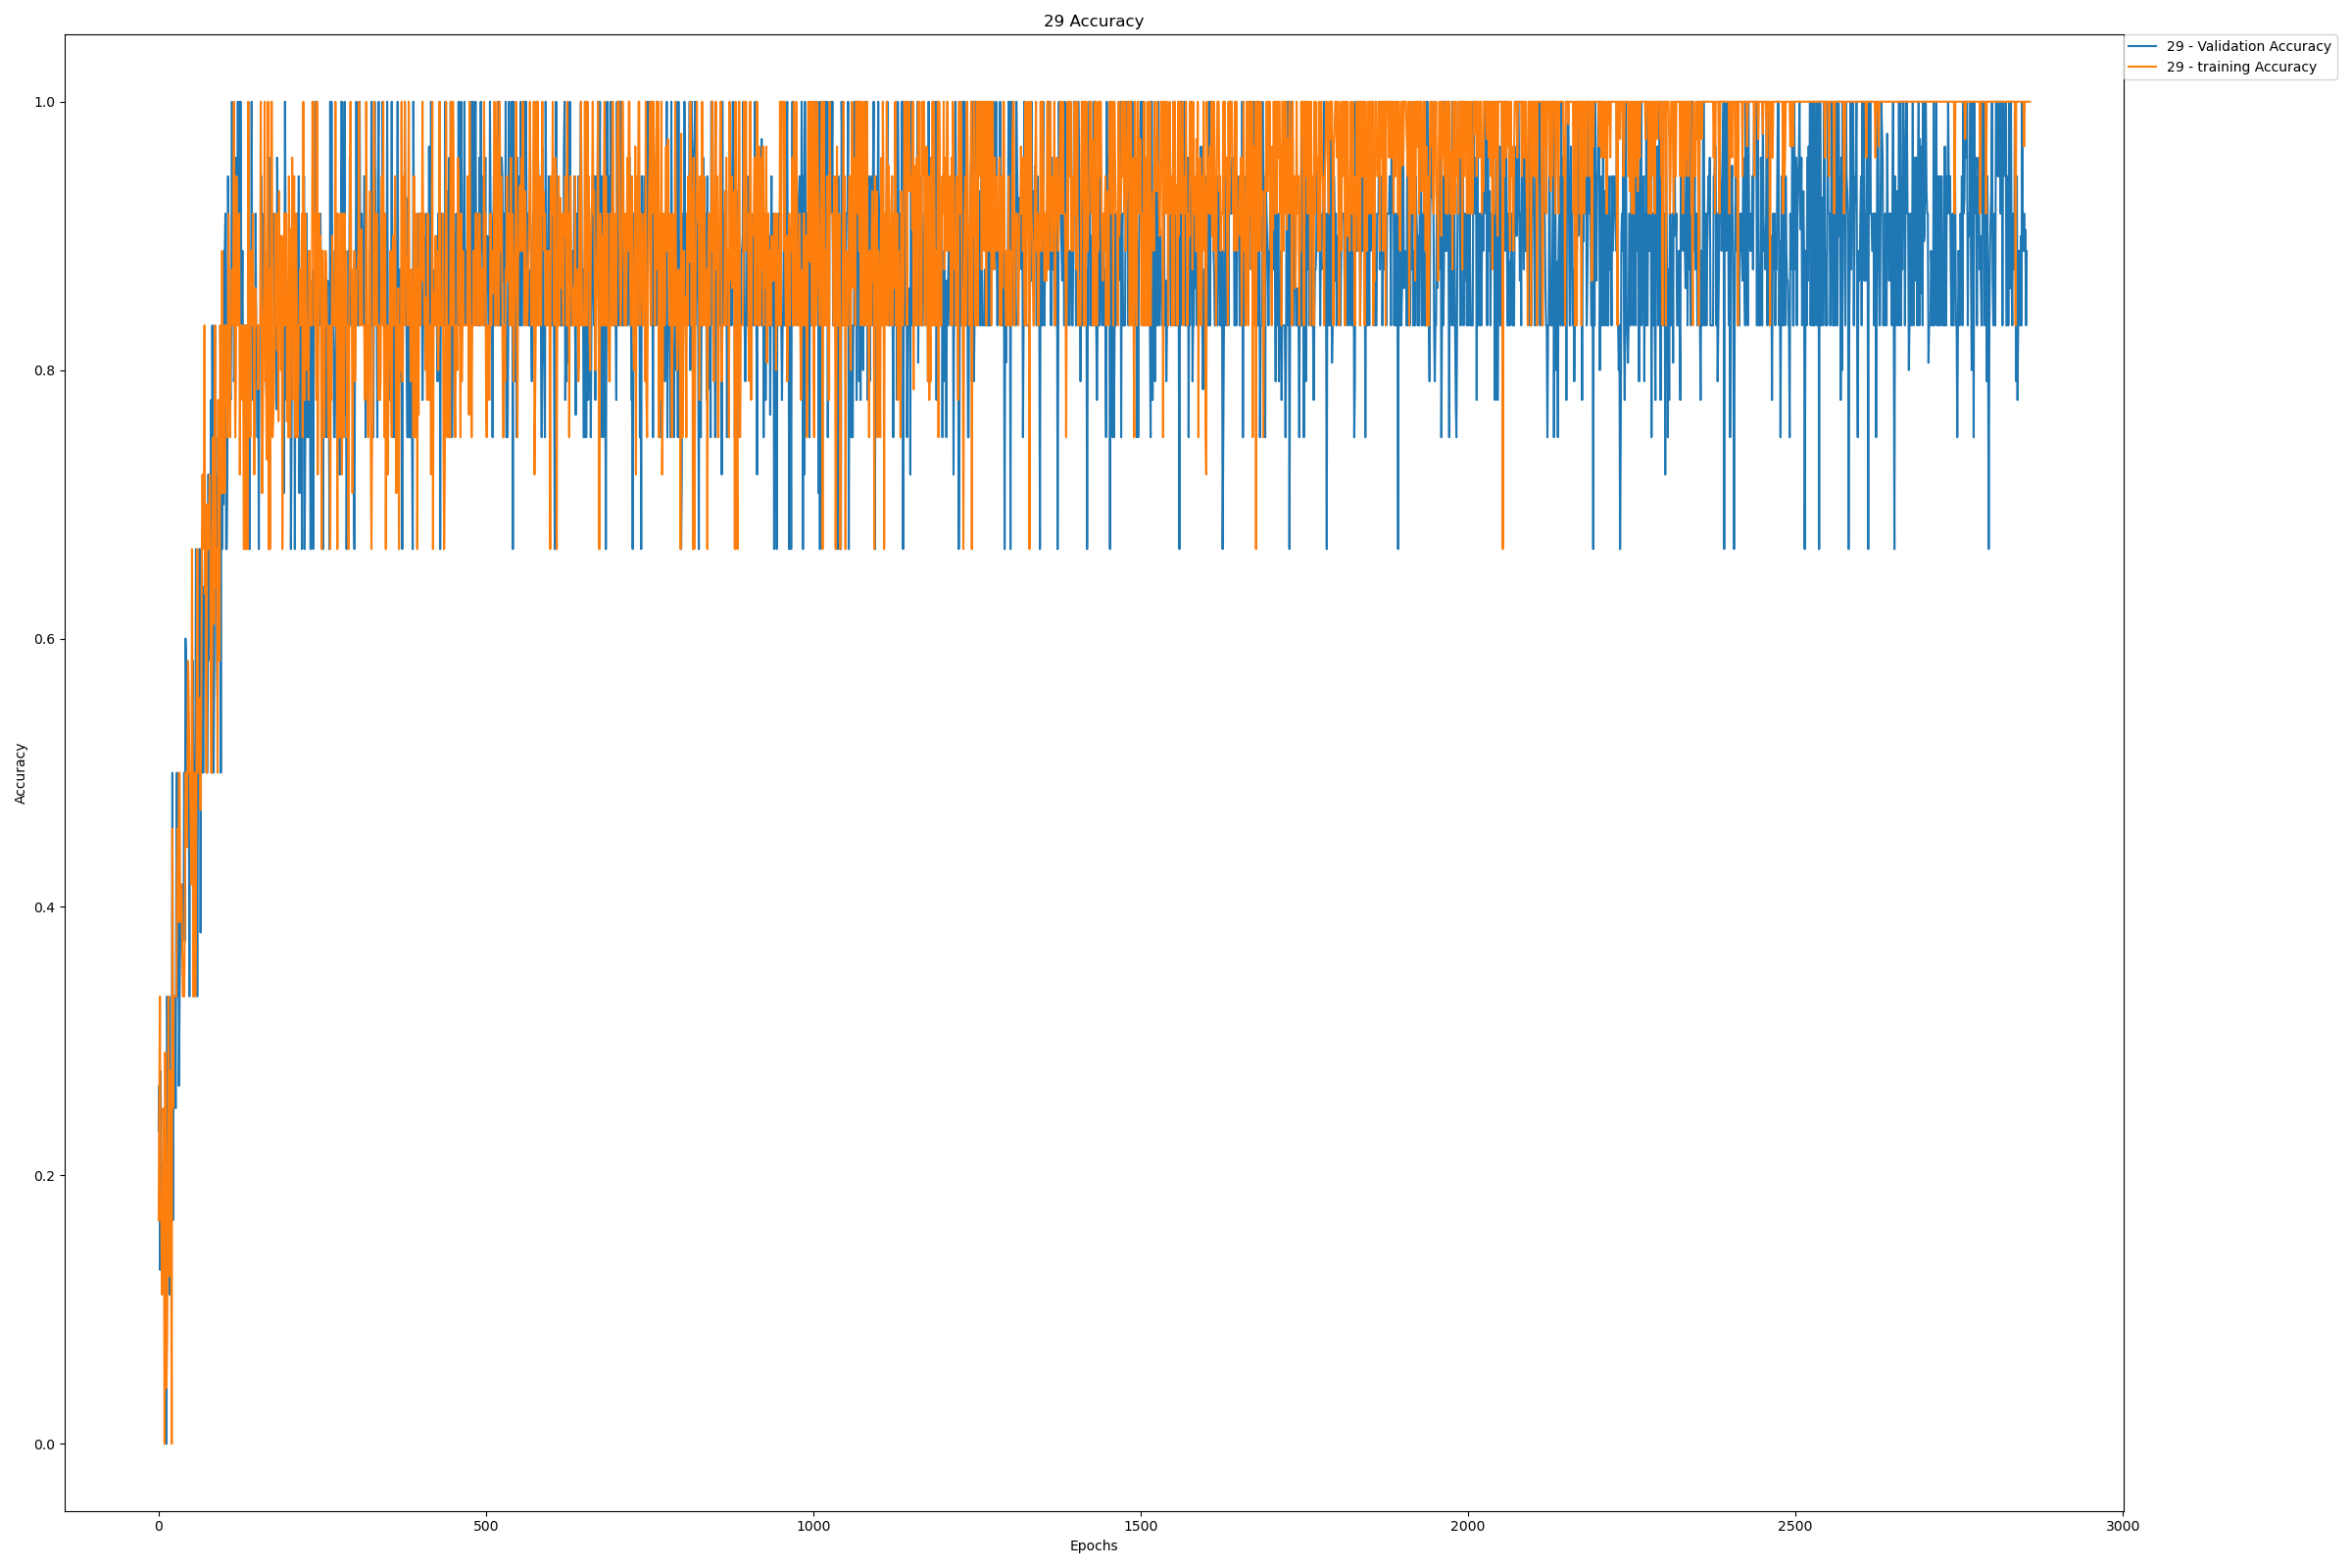 29 Accuracy
29 - Validation Accuracy
29 - training Accuracy
1.0
0.8
0.6
0.4
0.2
0.0
Accuracy
0 500 1000 1500 2000 2500 3000
Epochs